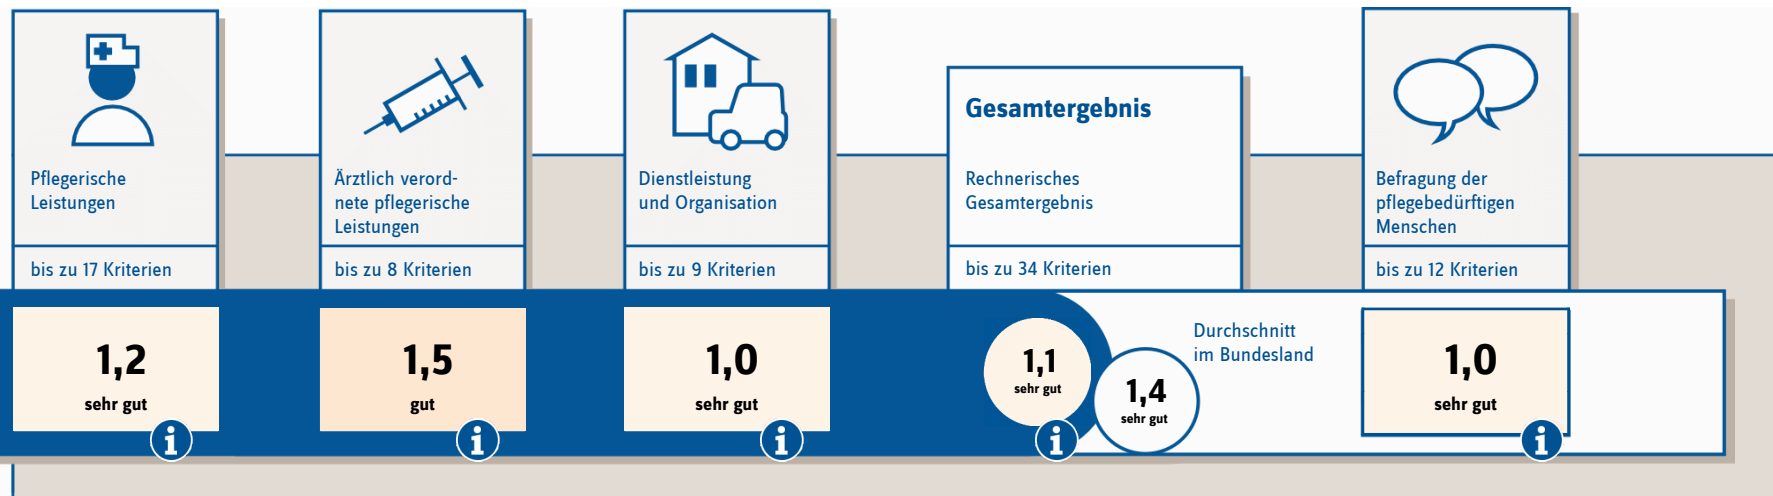 Pflegerische
Leistungen
bis zu 17 Kriterien
1,2
sehr gut
i
Ärztlich verord-
nete pflegerische
Leistungen
bis zu 8 Kriterien
1,5
gut
i
Dienstleistung
und Organisation
bis zu 9 Kriterien
1,0
sehr gut
i
Gesamtergebnis
Rechnerisches
Gesamtergebnis
bis zu 34 Kriterien
1,1
sehr gut
i
1,4
sehr gut
Durchschnitt
im Bundesland
Befragung der
pflegebedürftigen
Menschen
bis zu 12 Kriterien
1,0
sehr gut
i